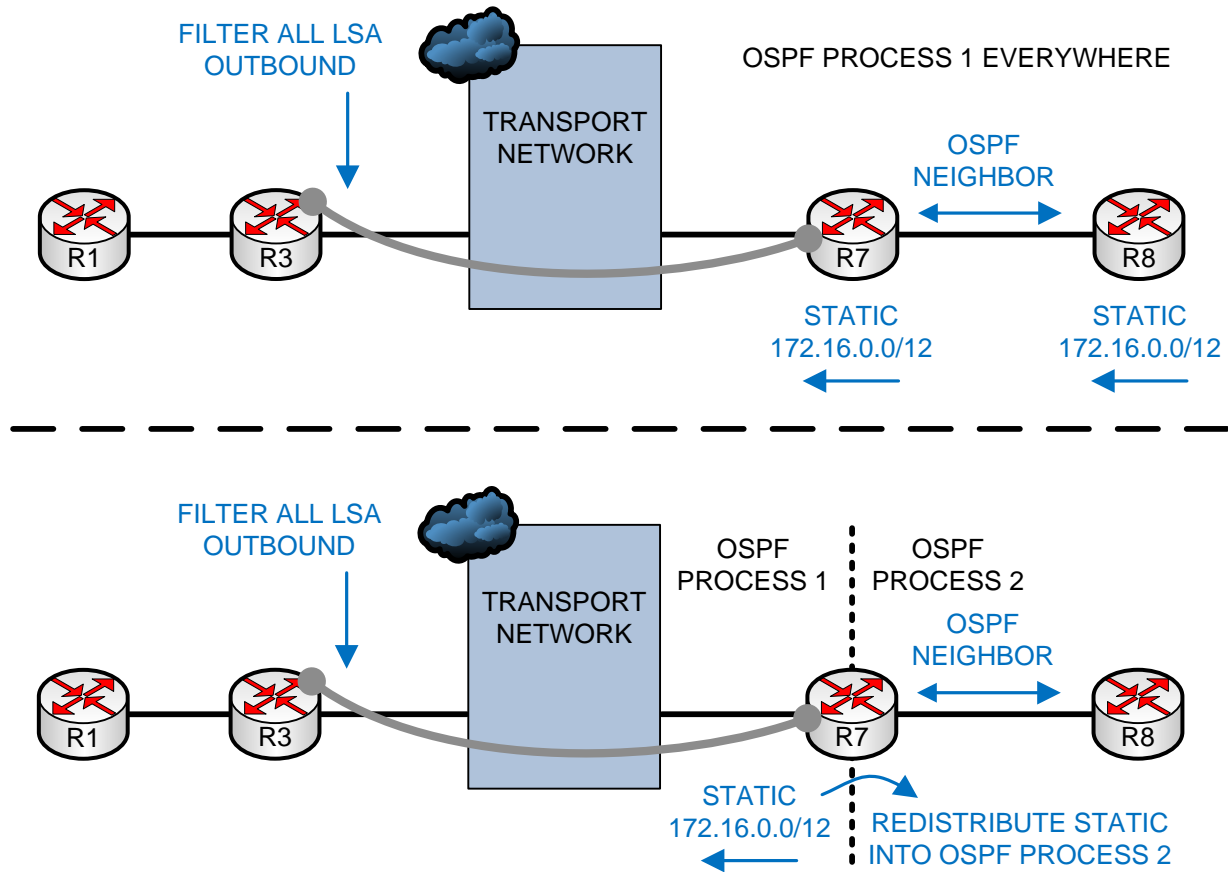 FILTER ALL LSA
OUTBOUND
OSPF PROCESS 1 EVERYWHERE
TRANSPORT
NETWORK
OSPF
NEIGHBOR
R1
R3
R7
R8
STATIC
172.16.0.0/12
STATIC
172.16.0.0/12
FILTER ALL LSA
OUTBOUND
OSPF
PROCESS 1
OSPF
PROCESS 2
TRANSPORT
NETWORK
OSPF
NEIGHBOR
R1
R3
R7
R8
STATIC
172.16.0.0/12
REDISTRIBUTE STATIC
INTO OSPF PROCESS 2